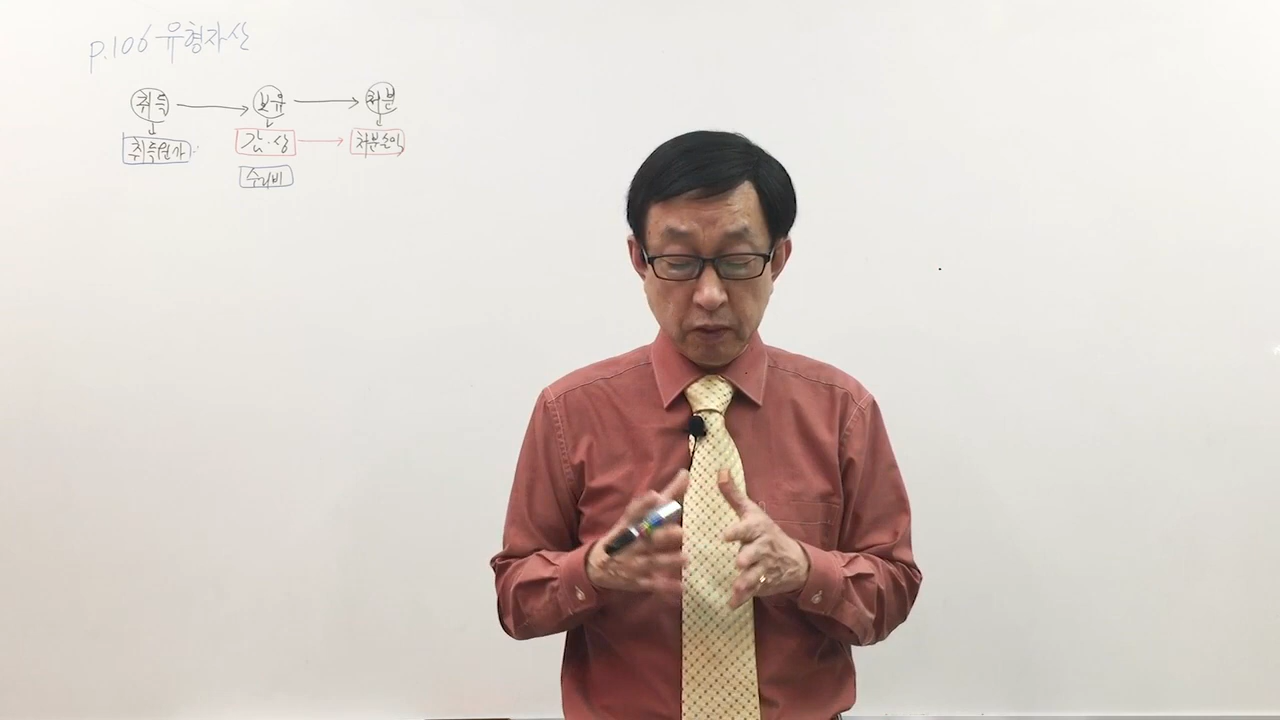 p.106 유형자산
취득 → 보유 → 처분
취득원가 감·상 → 처분손익
수리비